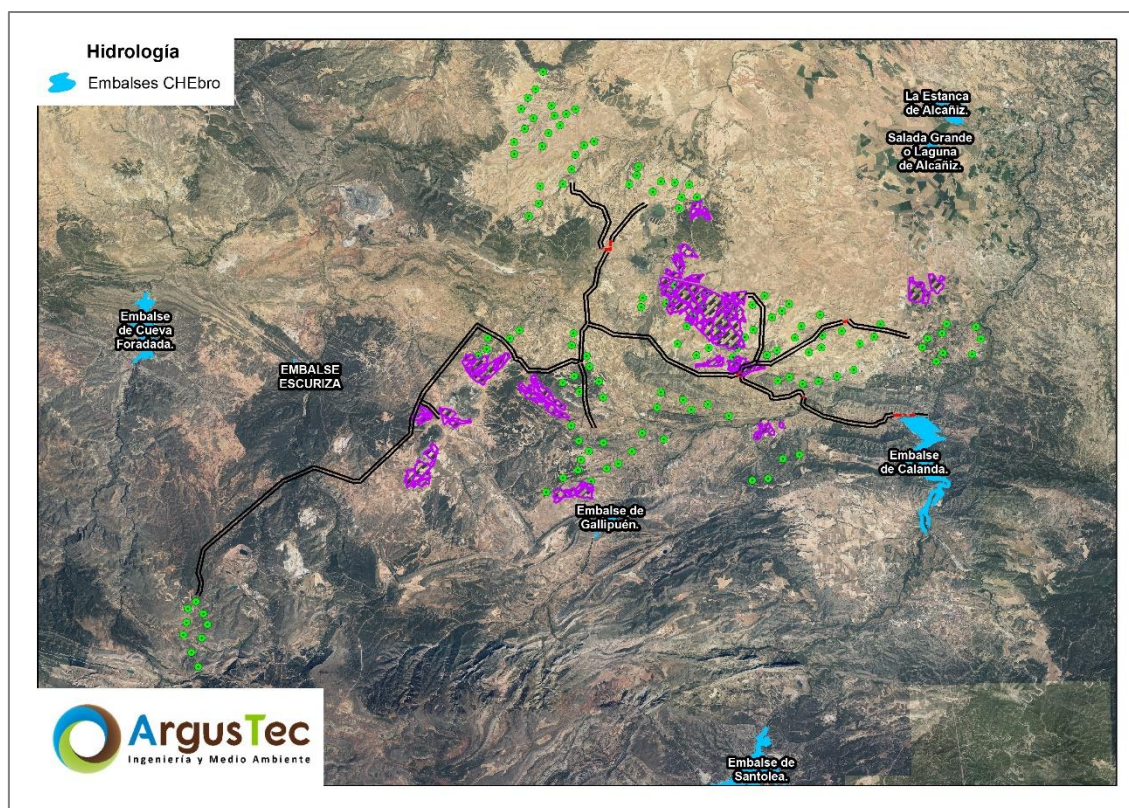 Hidrología
Embalses CHEbro
La Estanca
de Alcañiz.
Salada Grande
o Laguna
de Alcañiz.
Embalse
de Cueva
Foradada.
EMBALSE
ESCURIZA
Embalse
de Calanda.
Embalse de
Gallipuén.
Embalse de
Santolea.
ArgusTec
Ingeniería y Medio Ambiente